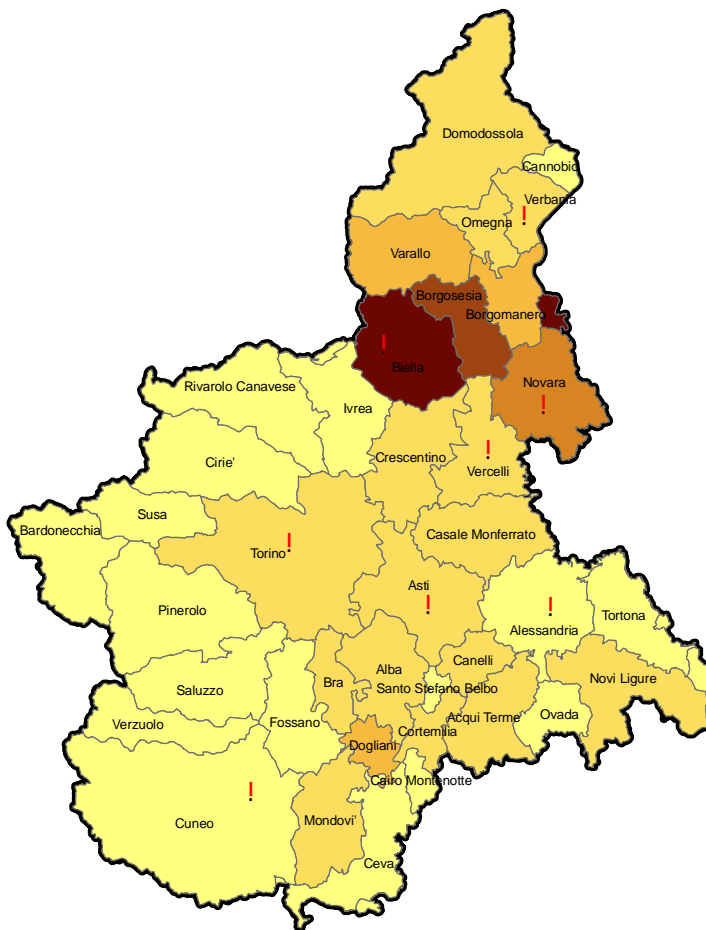 Domodossola
Cannobio
Verbania
Omegna
!
Varallo
Borgosesia
Borgomanero
!
Biella
Novara
Rivarolo Canavese
!
Ivrea
Crescentino
!
Cirie'
Vercelli
Susa
Bardonecchia
Casale Monferrato
!
Torino
Asti
Pinerolo
!
!
Tortona
Alessandria
Canelli
Alba
Novi Ligure
Bra
Saluzzo
Santo Stefano Belbo
Verzuolo
Fossano
Acqui Terme
Ovada
Cortemilia
Dogliani
Cairo Montenotte
!
Cuneo
Mondovi'
Ceva